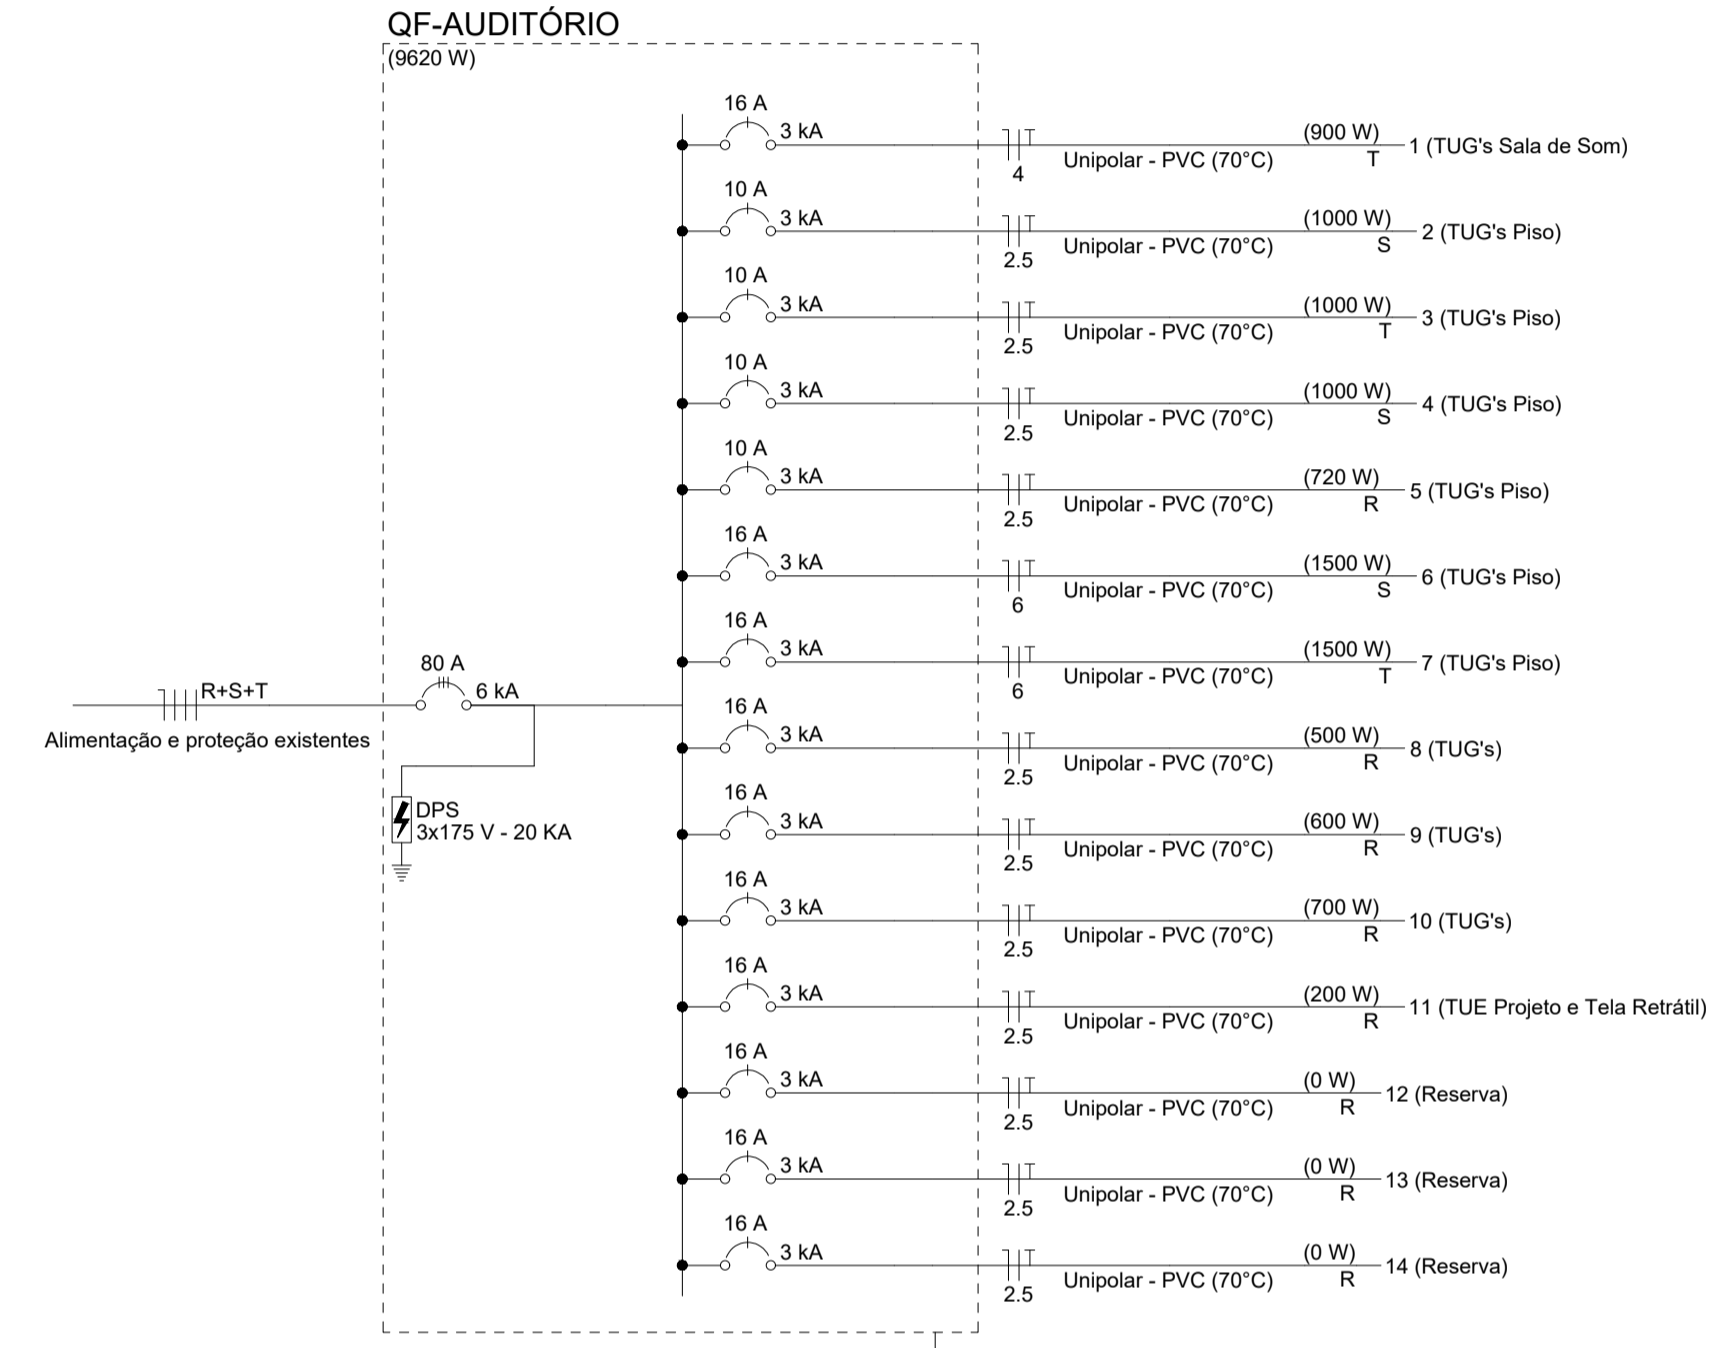 QF-AUDITÓRIO
(9620 W)
16 A
3 kA
4
Unipolar - PVC (70°C)
(900 W)
T
1 (TUG's Sala de Som)
10 A
3 kA
2.5
Unipolar - PVC (70°C)
(1000 W)
S
2 (TUG's Piso)
10 A
3 kA
2.5
Unipolar - PVC (70°C)
(1000 W)
T
3 (TUG's Piso)
10 A
3 kA
2.5
Unipolar - PVC (70°C)
(1000 W)
S
4 (TUG's Piso)
10 A
3 kA
2.5
Unipolar - PVC (70°C)
(720 W)
R
5 (TUG's Piso)
16 A
3 kA
6
Unipolar - PVC (70°C)
(1500 W)
S
6 (TUG's Piso)
16 A
3 kA
6
Unipolar - PVC (70°C)
(1500 W)
T
7 (TUG's Piso)
R+S+T
Alimentação e proteção existentes
80 A
6 kA
DPS
3x175 V - 20 KA
16 A
3 kA
2.5
Unipolar - PVC (70°C)
(500 W)
R
8 (TUG's)
16 A
3 kA
2.5
Unipolar - PVC (70°C)
(600 W)
R
9 (TUG's)
16 A
3 kA
2.5
Unipolar - PVC (70°C)
(700 W)
R
10 (TUG's)
16 A
3 kA
2.5
Unipolar - PVC (70°C)
(200 W)
R
11 (TUE Projeto e Tela Retrátil)
16 A
3 kA
2.5
Unipolar - PVC (70°C)
(0 W)
R
12 (Reserva)
16 A
3 kA
2.5
Unipolar - PVC (70°C)
(0 W)
R
13 (Reserva)
16 A
3 kA
2.5
Unipolar - PVC (70°C)
(0 W)
R
14 (Reserva)